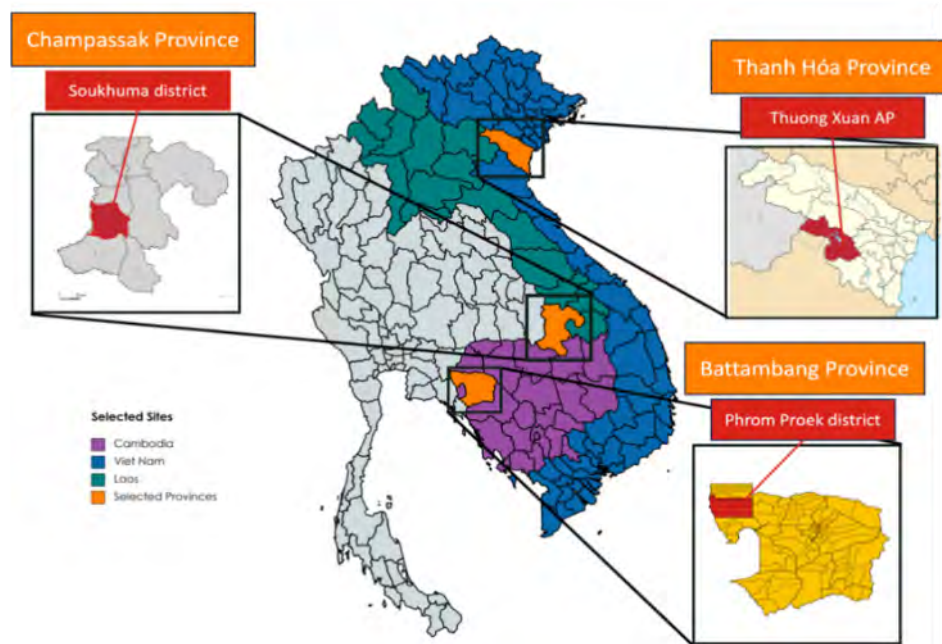 Champassak Province
Soukhuma district
Thanh Hóa Province
Thuong Xuan AP
Battambang Province
Phrom Proek district
Selected Sites
Cambodia
Viet Nam
Laos
Selected Provinces